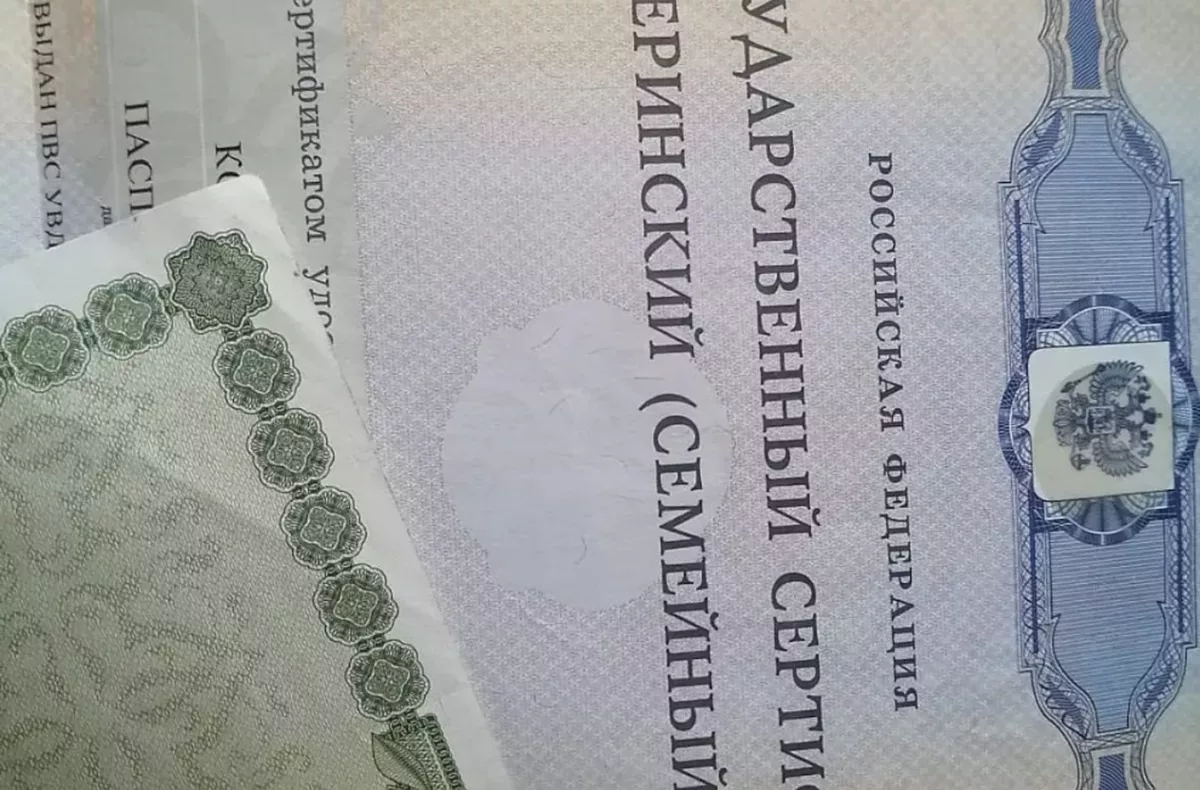 РОССИЙСКАЯ ФЕДЕРАЦИЯ
УДАРСТВЕННЫЙ СЕРТИ
ЕРИНСКИЙ (СЕМЕЙНЫЙ
ертификатом удо
КО
ПАСП
ВЫДАН ПВС УВД